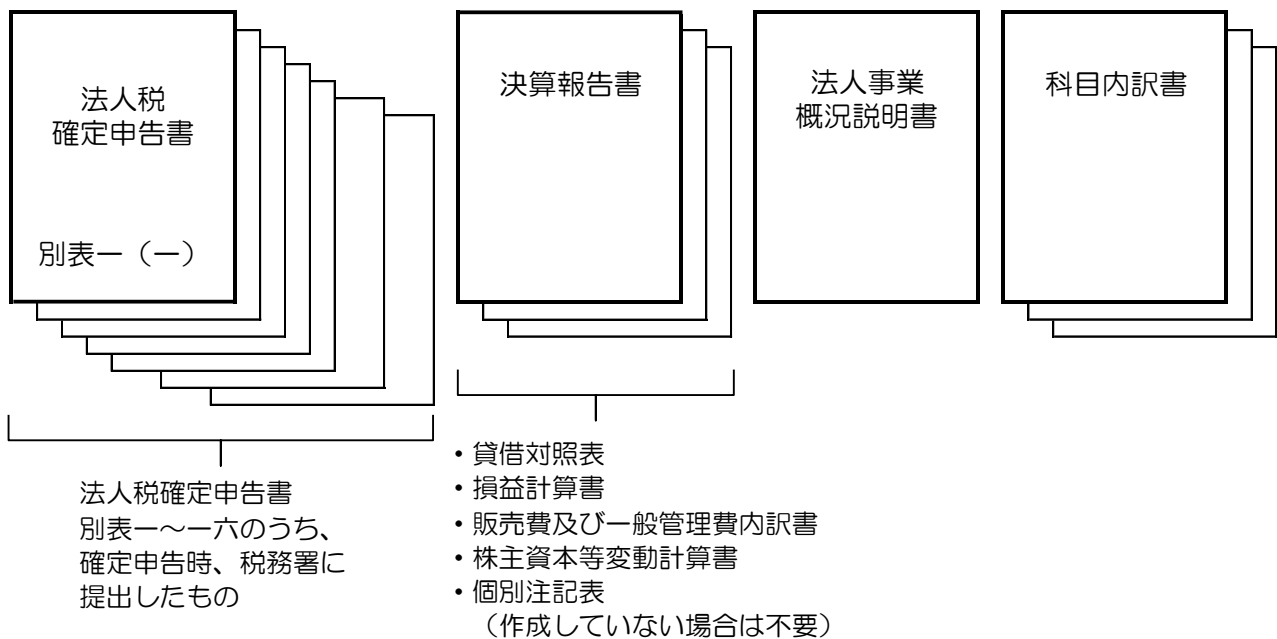 法人税
確定申告書
別表一（一）
決算報告書
法人事業
概況説明書
科目内訳書
法人税確定申告書
別表一～一六のうち、
確定申告時、税務署に
提出したもの
・貸借対照表
・損益計算書
・販売費及び一般管理費内訳書
・株主資本等変動計算書
・個別注記表
（作成していない場合は不要）